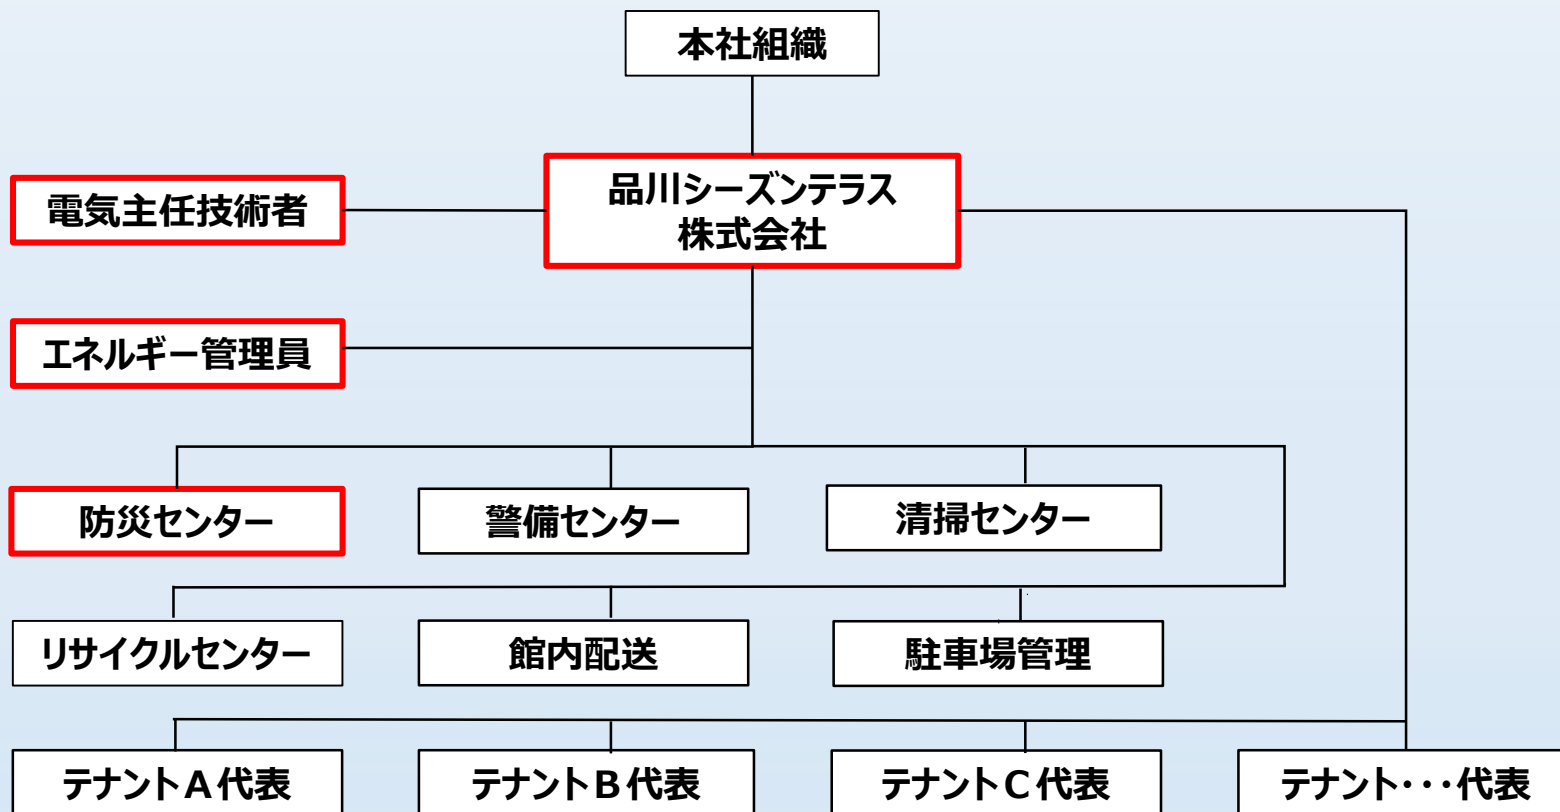 本社組織
品川シーズンテラス
株式会社
電気主任技術者
エネルギー管理員
防災センター
警備センター
清掃センター
リサイクルセンター
館内配送
駐車場管理
テナントA代表
テナントB代表
テナントC代表
テナント・・・代表